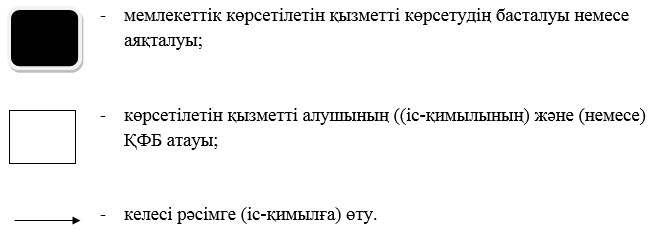 - мемлекеттік көрсетілетін қызметті көрсетудің басталуы немесе
аяқталуы;
- көрсетілетін қызметті алушының ((іс-қимылының) және (немесе)
ҚФБ атауы;
- келесі рәсімге (іс-қимылға) өту.